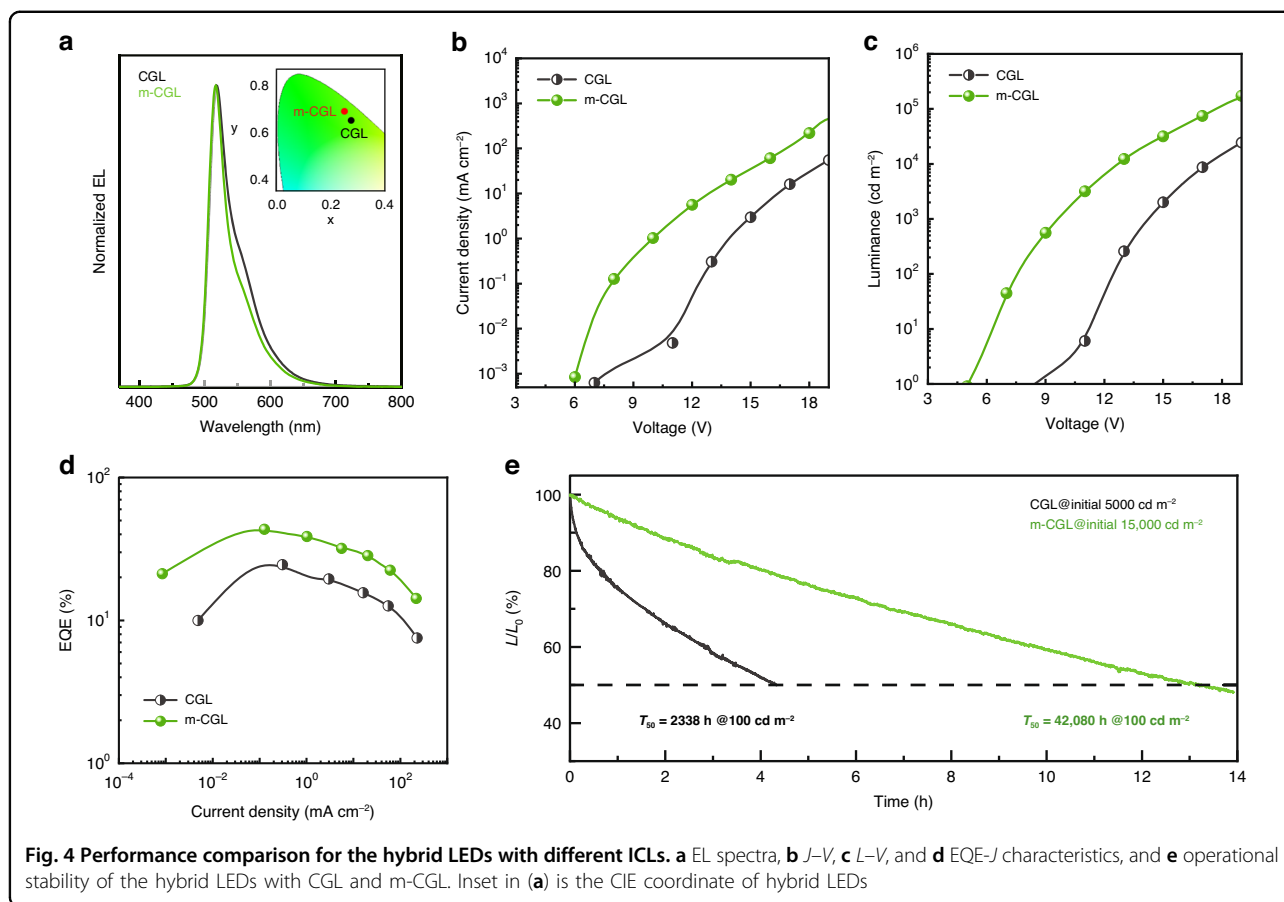 a
CGL
m-CGL
Normalized EL
0.8
0.6
0.4
y
m-CGL
CGL
0.0 0.2 0.4
x
400 500 600 700 800
Wavelength (nm)
b
10⁴
10³
10²
10¹
10⁰
10⁻¹
10⁻²
10⁻³
Current density (mA cm⁻²)
CGL
m-CGL
3 6 9 12 15 18
Voltage (V)
c
10⁶
10⁵
10⁴
10³
10²
10¹
10⁰
Luminance (cd m⁻²)
CGL
m-CGL
3 6 9 12 15 18
Voltage (V)
d
10²
10¹
10⁰
EQE (%)
CGL
m-CGL
10⁻⁴ 10⁻² 10⁰ 10²
Current density (mA cm⁻²)
e
100
80
60
40
L/L₀ (%)
CGL@initial 5000 cd m⁻²
m-CGL@initial 15,000 cd m⁻²
T₅₀ = 2338 h @100 cd m⁻²
T₅₀ = 42,080 h @100 cd m⁻²
0 2 4 6 8 10 12 14
Time (h)
Fig. 4 Performance comparison for the hybrid LEDs with different ICLs. a EL spectra, b J–V, c L–V, and d EQE-J characteristics, and e operational
stability of the hybrid LEDs with CGL and m-CGL. Inset in (a) is the CIE coordinate of hybrid LEDs